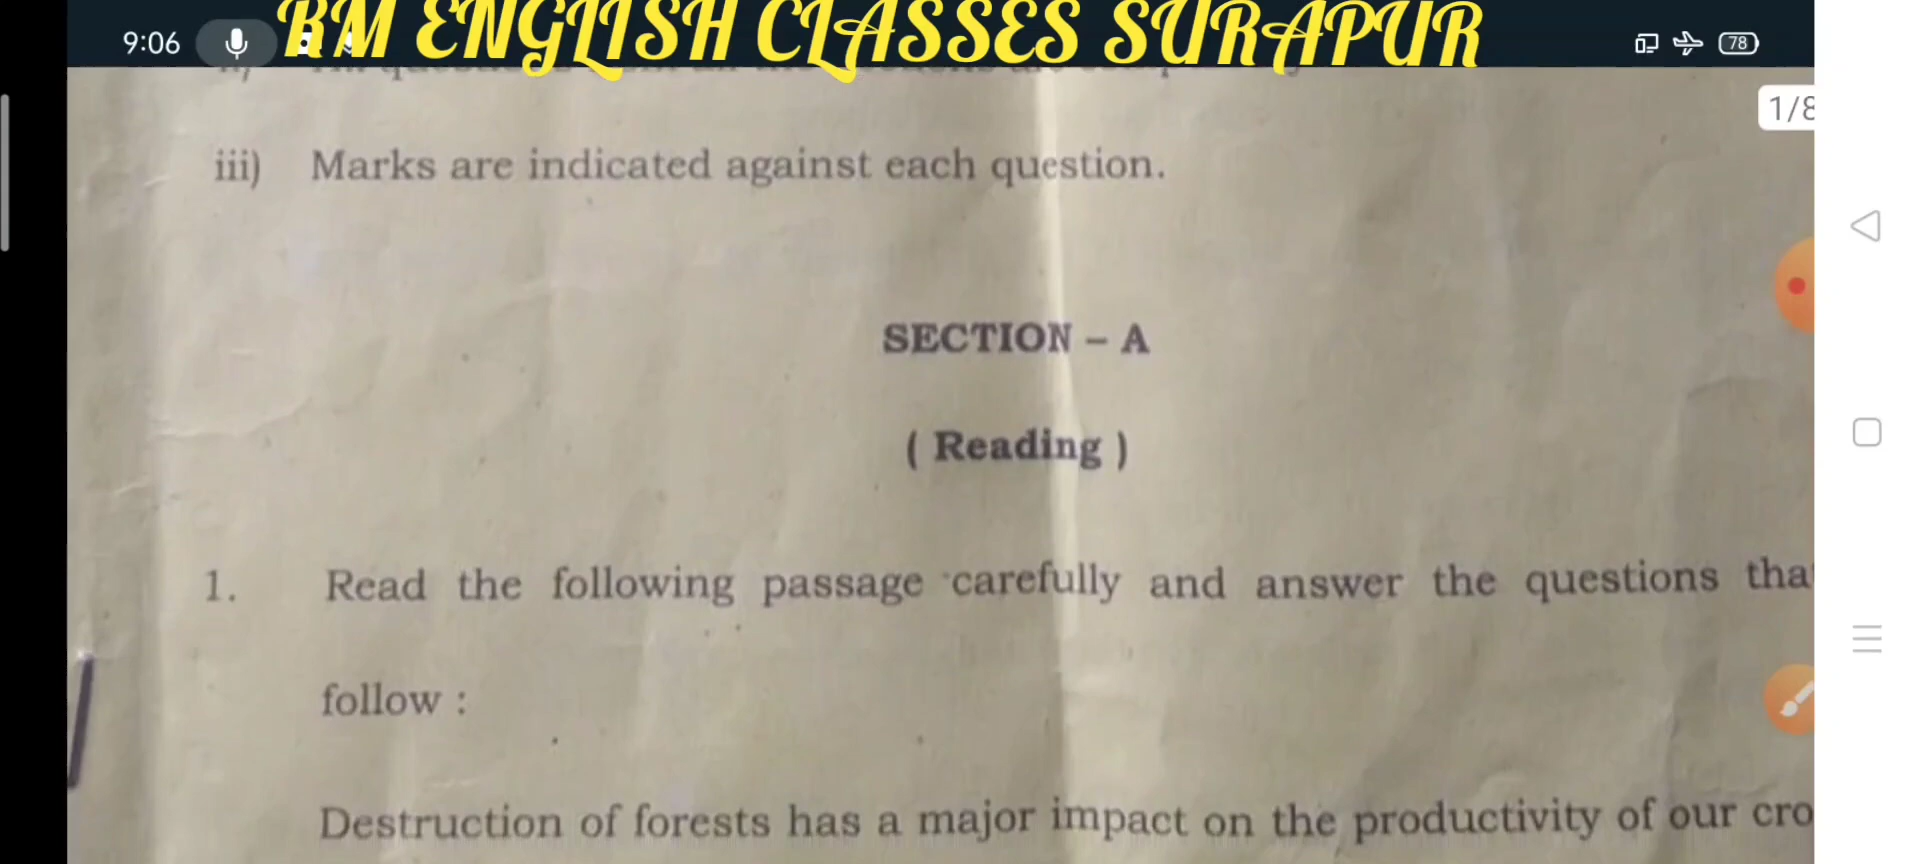 9:06
RM ENGLISH CLASSES SURAPUR
78
1/8
iii) Marks are indicated against each question.
SECTION – A
( Reading )
1. Read the following passage carefully and answer the questions tha
follow :
Destruction of forests has a major impact on the productivity of our cro